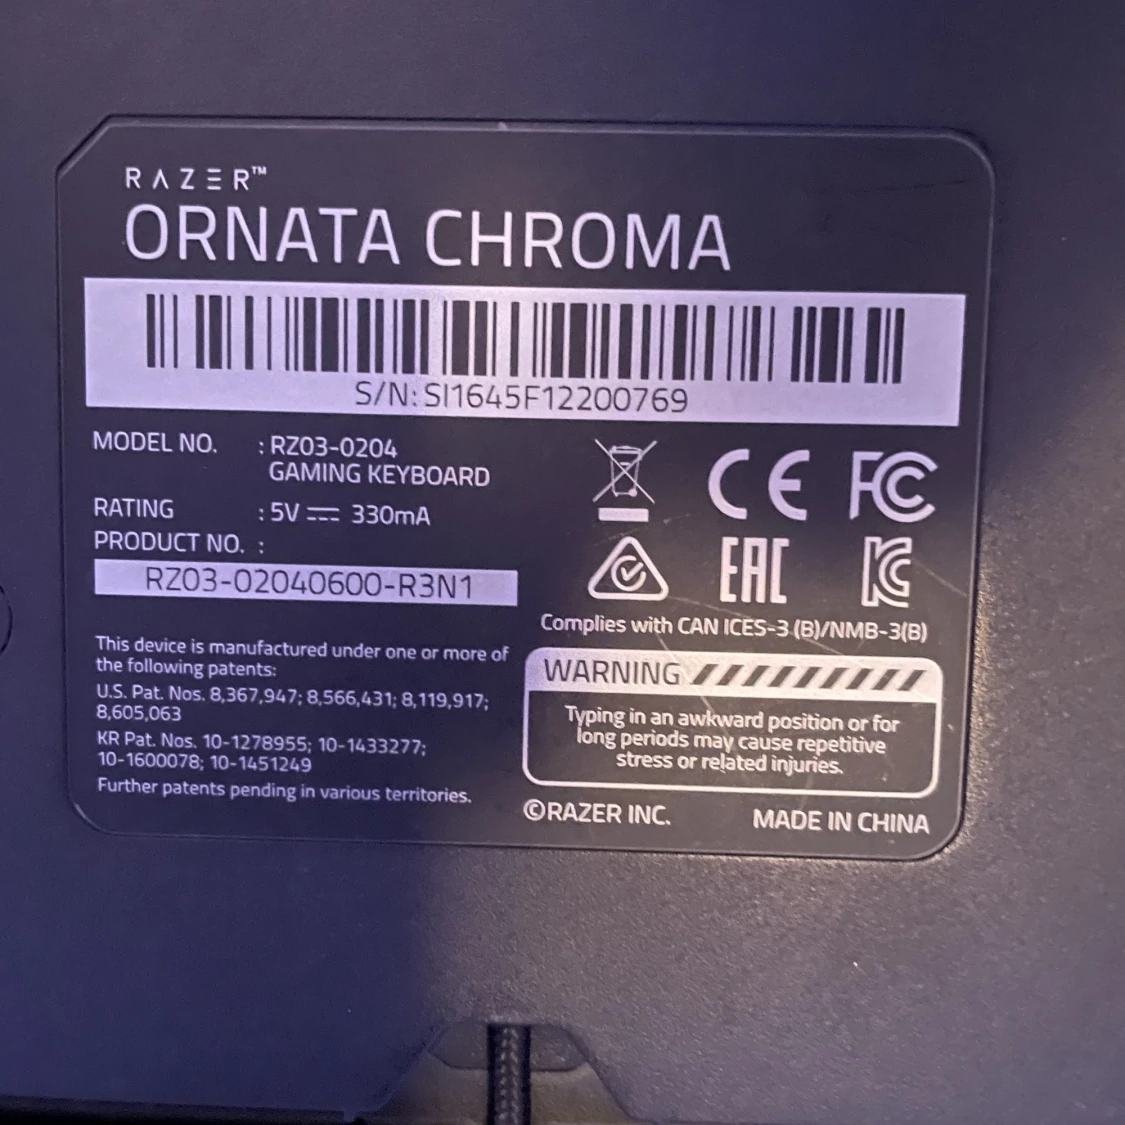 RAZER™
ORNATA CHROMA
S/N: SI1645F12200769
MODEL NO. : RZ03-0204
GAMING KEYBOARD
RATING : 5V ⎓ 330mA
PRODUCT NO. :
RZ03-02040600-R3N1
This device is manufactured under one or more of
the following patents:
U.S. Pat. Nos. 8,367,947; 8,566,431; 8,119,917;
8,605,063
KR Pat. Nos. 10-1278955; 10-1433277;
10-1600078; 10-1451249
Further patents pending in various territories.
CE FC
EAC KC
Complies with CAN ICES-3 (B)/NMB-3(B)
WARNING
Typing in an awkward position or for
long periods may cause repetitive
stress or related injuries.
©RAZER INC. MADE IN CHINA